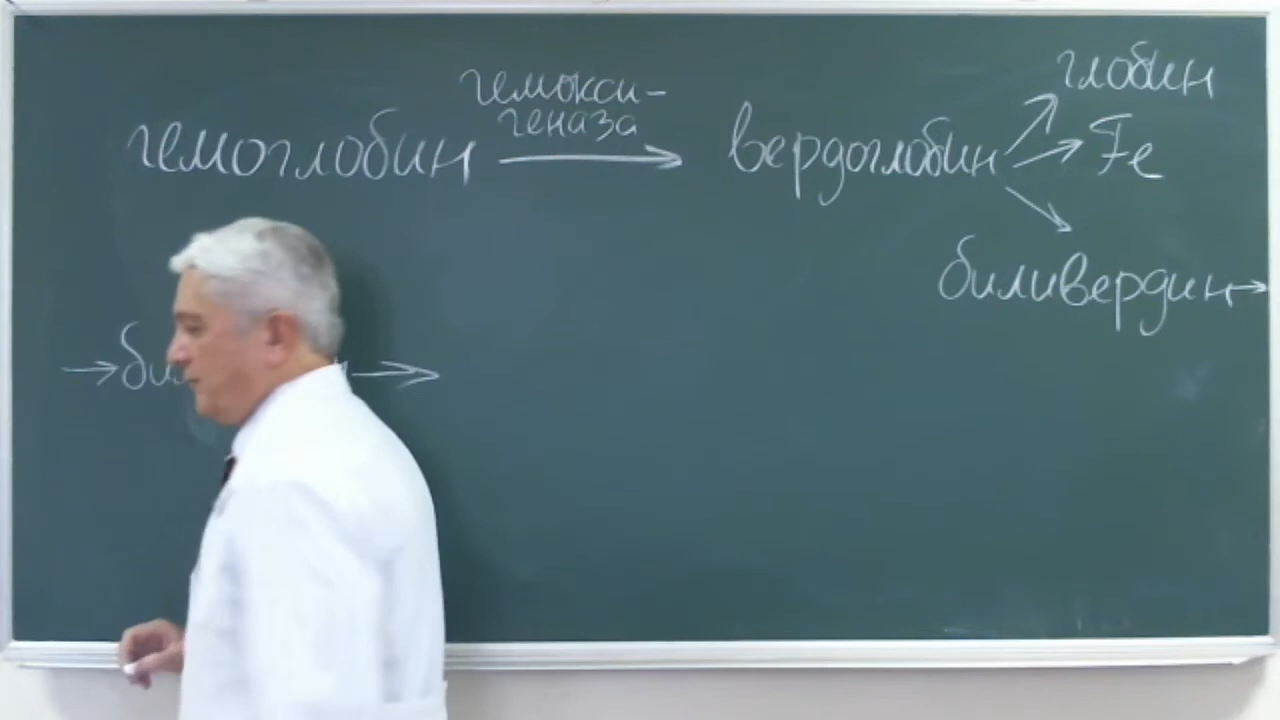 гемоглобин гемокси-
геназа → вердоглобин ↗ глобин
→ Fe
↘ биливердин →
→ →